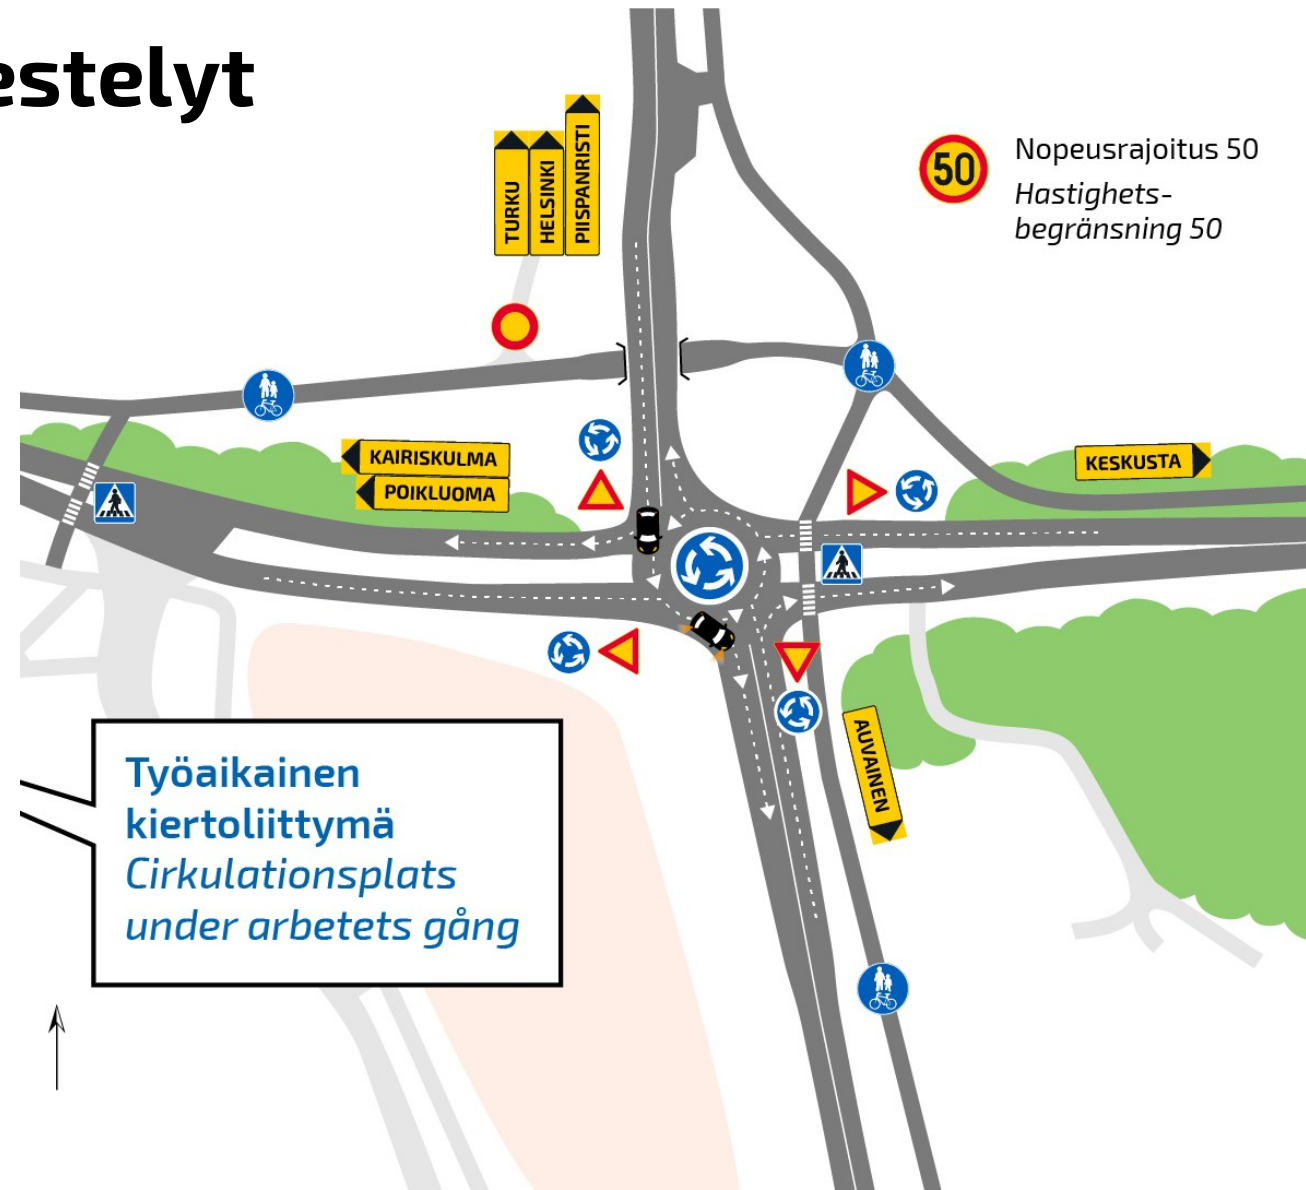 estelyt
TURKU
HELSINKI
PIISPANRISTI
50
Nopeusrajoitus 50
Hastighets-
begränsning 50
KAIRISKULMA
POIKLUOMA
KESKUSTA
AUVAINEN
Työaikainen
kiertoliittymä
Cirkulationsplats
under arbetets gång